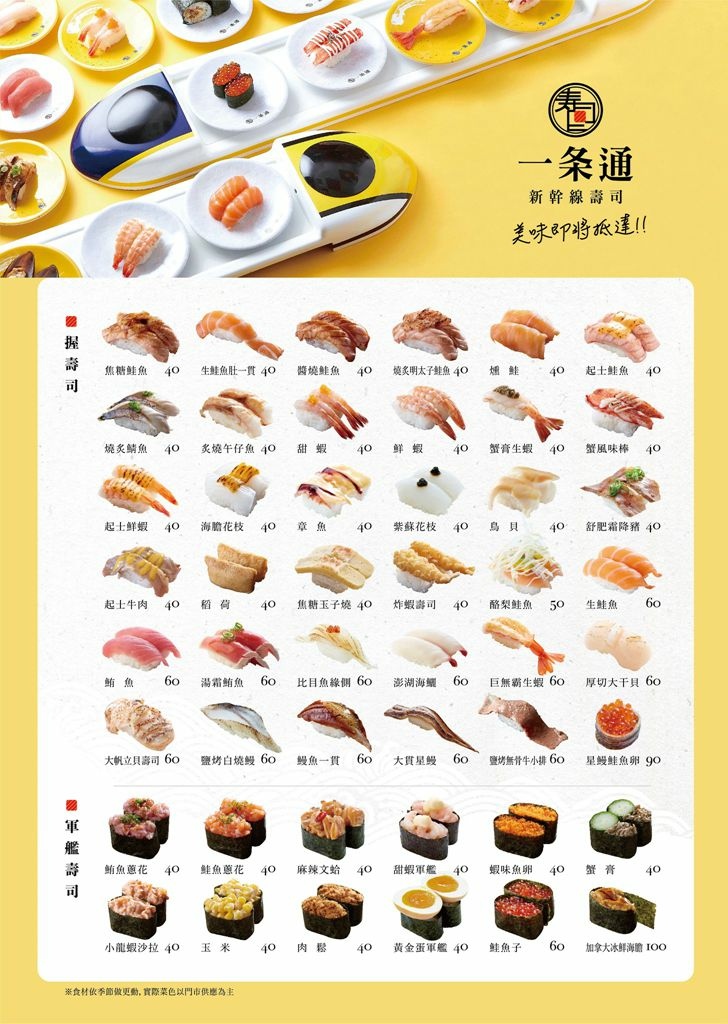 寿司
一条通
新幹線壽司
美味即將抵達!!
握壽司
焦糖鮭魚 40
生鮭魚肚一貫 40
醬燒鮭魚 40
燒炙明太子鮭魚 40
燻鮭 40
起士鮭魚 40
燒炙鯖魚 40
炙燒午仔魚 40
甜蝦 40
鮮蝦 40
蟹膏生蝦 40
蟹風味棒 40
起士鮮蝦 40
海膽花枝 40
章魚 40
紫蘇花枝 40
鳥貝 40
舒肥霜降豬 40
起士牛肉 40
稻荷 40
焦糖玉子燒 40
炸蝦壽司 40
酪梨鮭魚 50
生鮭魚 60
鮪魚 60
湯霜鮪魚 60
比目魚緣側 60
澎湖海鱺 60
巨無霸生蝦 60
厚切大干貝 60
大帆立貝壽司 60
鹽烤白燒鰻 60
鰻魚一貫 60
大貫星鰻 60
鹽烤無骨牛小排 60
星鰻鮭魚卵 90
軍艦壽司
鮪魚蔥花 40
鮭魚蔥花 40
麻辣文蛤 40
甜蝦軍艦 40
蝦味魚卵 40
蟹膏 40
小龍蝦沙拉 40
玉米 40
肉鬆 40
黃金蛋軍艦 40
鮭魚子 60
加拿大冰鮮海膽 100
※食材依季節做更動，實際菜色以門市供應為主